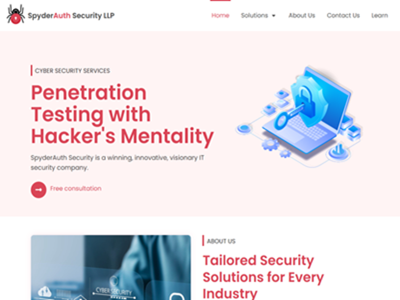 SpyderAuth Security LLP
Home Solutions About Us Contact Us Learn
CYBER SECURITY SERVICES
Penetration
Testing with
Hacker's Mentality
SpyderAuth Security is a winning, innovative, visionary IT
security company.
Free consultation
CYBER SECURITY
ABOUT US
Tailored Security
Solutions for Every
Industry